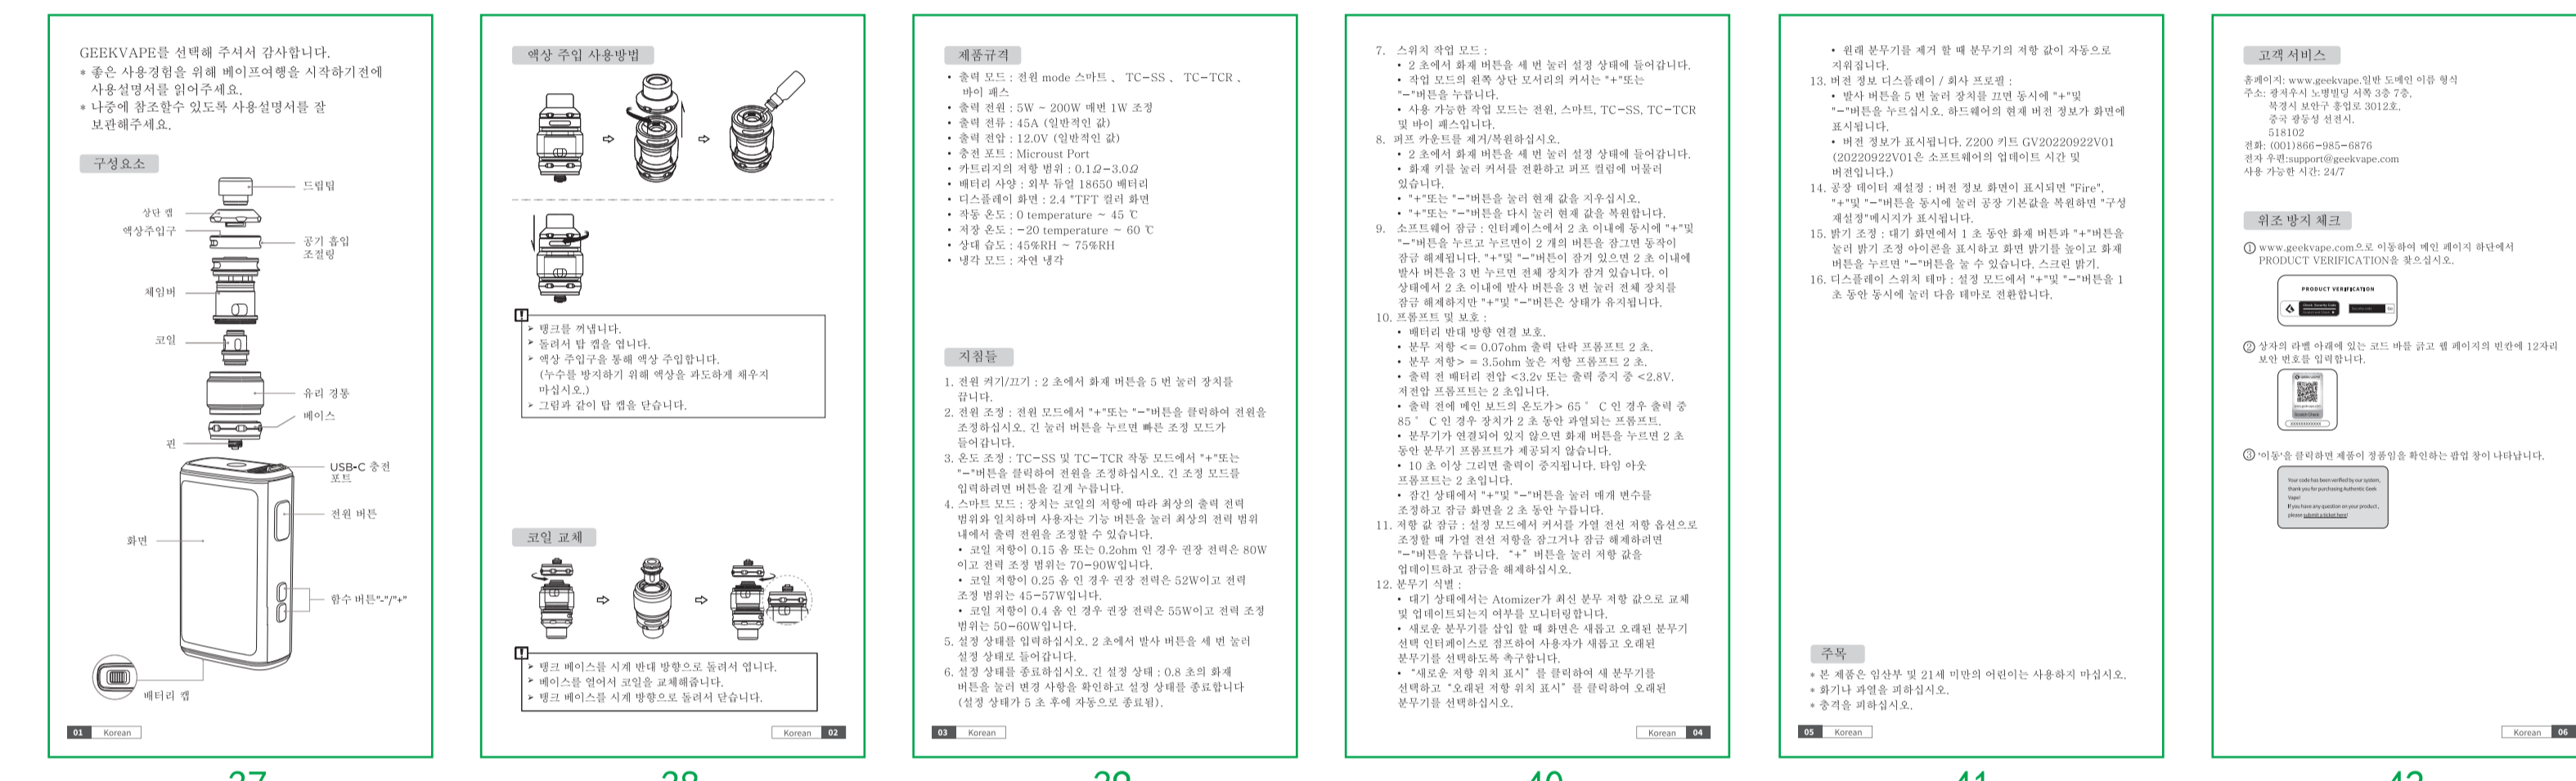 GEEKVAPE를 선택해 주셔서 감사합니다.
* 좋은 사용경험을 위해 베이프여행을 시작하기전에
사용설명서를 읽어주세요.
* 나중에 참조할수 있도록 사용설명서를 잘
보관해주세요.
구성요소
드립팁
상단 캡
액상주입구
공기 흡입
조절링
체임버
코일
유리 경통
베이스
핀
USB-C 충전
포트
전원 버튼
화면
함수 버튼"-"/"+"
배터리 캡
01 Korean
액상 주입 사용방법
➢ 탱크를 꺼냅니다.
➢ 돌려서 탑 캡을 엽니다.
➢ 액상 주입구을 통해 액상 주입합니다.
(누수를 방지하기 위해 액상을 과도하게 채우지
마십시오.)
➢ 그림과 같이 탑 캡을 닫습니다.
코일 교체
➢ 탱크 베이스를 시계 반대 방향으로 돌려서 엽니다.
➢ 베이스를 열어서 코일을 교체해줍니다.
➢ 탱크 베이스를 시계 방향으로 돌려서 닫습니다.
Korean 02
제품규격
• 출력 모드 : 전원 mode 스마트 、 TC-SS 、 TC-TCR 、
바이 패스
• 출력 전원 : 5W ~ 200W 매번 1W 조정
• 출력 전류 : 45A (일반적인 값)
• 출력 전압 : 12.0V (일반적인 값)
• 충전 포트 : Microust Port
• 카트리지의 저항 범위 : 0.1Ω-3.0Ω
• 배터리 사양 : 외부 듀얼 18650 배터리
• 디스플레이 화면 : 2.4 "TFT 컬러 화면
• 작동 온도 : 0 temperature ~ 45 ℃
• 저장 온도 : -20 temperature ~ 60 ℃
• 상대 습도 : 45%RH ~ 75%RH
• 냉각 모드 : 자연 냉각
지침들
1. 전원 켜기/끄기 : 2 초에서 화재 버튼을 5 번 눌러 장치를
끕니다.
2. 전원 조정 : 전원 모드에서 "+"또는 "-"버튼을 클릭하여 전원을
조정하십시오. 긴 눌러 버튼을 누르면 빠른 조정 모드가
들어갑니다.
3. 온도 조정 : TC-SS 및 TC-TCR 작동 모드에서 "+"또는
"-"버튼을 클릭하여 전원을 조정하십시오. 긴 조정 모드를
입력하려면 버튼을 길게 누릅니다.
4. 스마트 모드 : 장치는 코일의 저항에 따라 최상의 출력 전력
범위와 일치하며 사용자는 기능 버튼을 눌러 최상의 전력 범위
내에서 출력 전원을 조정할 수 있습니다.
• 코일 저항이 0.15 옴 또는 0.2ohm 인 경우 권장 전력은 80W
이고 전력 조정 범위는 70-90W입니다.
• 코일 저항이 0.25 옴 인 경우 권장 전력은 52W이고 전력
조정 범위는 45-57W입니다.
• 코일 저항이 0.4 옴 인 경우 권장 전력은 55W이고 전력 조정
범위는 50-60W입니다.
5. 설정 상태를 입력하십시오. 2 초에서 발사 버튼을 세 번 눌러
설정 상태로 들어갑니다.
6. 설정 상태를 종료하십시오. 긴 설정 상태 : 0.8 초의 화재
버튼을 눌러 변경 사항을 확인하고 설정 상태를 종료합니다
(설정 상태가 5 초 후에 자동으로 종료됨).
03 Korean
7. 스위치 작업 모드 :
• 2 초에서 화재 버튼을 세 번 눌러 설정 상태에 들어갑니다.
• 작업 모드의 왼쪽 상단 모서리의 커서는 "+"또는
"-"버튼을 누릅니다.
• 사용 가능한 작업 모드는 전원, 스마트, TC-SS, TC-TCR
및 바이 패스입니다.
8. 퍼프 카운트를 제거/복원하십시오.
• 2 초에서 화재 버튼을 세 번 눌러 설정 상태에 들어갑니다.
• 화재 키를 눌러 커서를 전환하고 퍼프 컬럼에 머물러
있습니다.
• "+"또는 "-"버튼을 눌러 현재 값을 지우십시오.
• "+"또는 "-"버튼을 다시 눌러 현재 값을 복원합니다.
9. 소프트웨어 잠금 : 인터페이스에서 2 초 이내에 동시에 "+"및
"-"버튼을 누르고 누르면이 2 개의 버튼을 잠그면 동작이
잠금 해제됩니다. "+"및 "-"버튼이 잠겨 있으면 2 초 이내에
발사 버튼을 3 번 누르면 전체 장치가 잠겨 있습니다. 이
상태에서 2 초 이내에 발사 버튼을 3 번 눌러 전체 장치를
잠금 해제하지만 "+"및 "-"버튼은 상태가 유지됩니다.
10. 프롬프트 및 보호 :
• 배터리 반대 방향 연결 보호.
• 분무 저항 <= 0.07ohm 출력 단락 프롬프트 2 초.
• 분무 저항> = 3.5ohm 높은 저항 프롬프트 2 초.
• 출력 전 배터리 전압 <3.2v 또는 출력 중지 중 <2.8V.
저전압 프롬프트는 2 초입니다.
• 출력 전에 메인 보드의 온도가> 65 ° C 인 경우 출력 중
85 ° C 인 경우 장치가 2 초 동안 과열되는 프롬프트.
• 분무기가 연결되어 있지 않으면 화재 버튼을 누르면 2 초
동안 분무기 프롬프트가 제공되지 않습니다.
• 10 초 이상 그리면 출력이 중지됩니다. 타임 아웃
프롬프트는 2 초입니다.
• 잠긴 상태에서 "+"및 "-"버튼을 눌러 매개 변수를
조정하고 잠금 화면을 2 초 동안 누릅니다.
11. 저항 값 잠금 : 설정 모드에서 커서를 가열 전선 저항 옵션으로
조정할 때 가열 전선 저항을 잠그거나 잠금 해제하려면
"-"버튼을 누릅니다. “+” 버튼을 눌러 저항 값을
업데이트하고 잠금을 해제하십시오.
12. 분무기 식별 :
• 대기 상태에서는 Atomizer가 최신 분무 저항 값으로 교체
및 업데이트되는지 여부를 모니터링합니다.
• 새로운 분무기를 삽입 할 때 화면은 새롭고 오래된 분무기
선택 인터페이스로 점프하여 사용자가 새롭고 오래된
분무기를 선택하도록 촉구합니다.
• “새로운 저항 위치 표시” 를 클릭하여 새 분무기를
선택하고 “오래된 저항 위치 표시” 를 클릭하여 오래된
분무기를 선택하십시오.
Korean 04
• 원래 분무기를 제거 할 때 분무기의 저항 값이 자동으로
지워집니다.
13. 버전 정보 디스플레이 / 회사 프로필 :
• 발사 버튼을 5 번 눌러 장치를 끄면 동시에 "+"및
"-"버튼을 누르십시오. 하드웨어의 현재 버전 정보가 화면에
표시됩니다.
• 버전 정보가 표시됩니다. Z200 키트 GV20220922V01
(20220922V01은 소프트웨어의 업데이트 시간 및
버전입니다.)
14. 공장 데이터 재설정 : 버전 정보 화면이 표시되면 "Fire",
"+"및 "-"버튼을 동시에 눌러 공장 기본값을 복원하면 "구성
재설정"메시지가 표시됩니다.
15. 밝기 조정 : 대기 화면에서 1 초 동안 화재 버튼과 "+"버튼을
눌러 밝기 조정 아이콘을 표시하고 화면 밝기를 높이고 화재
버튼을 누르면 "-"버튼을 눌 수 있습니다. 스크린 밝기.
16. 디스플레이 스위치 테마 : 설정 모드에서 "+"및 "-"버튼을 1
초 동안 동시에 눌러 다음 테마로 전환합니다.
주목
* 본 제품은 임산부 및 21세 미만의 어린이는 사용하지 마십시오.
* 화기나 과열을 피하십시오.
* 충격을 피하십시오.
05 Korean
고객 서비스
홈페이지: www.geekvape.일반 도메인 이름 형식
주소: 광저우시 노병빌딩 서쪽 3층 7층,
북경시 보안구 홍업로 3012호,
중국 광동성 선전시.
518102
전화: (001)866-985-6876
전자 우편:support@geekvape.com
사용 가능한 시간: 24/7
위조 방지 체크
① www.geekvape.com으로 이동하여 메인 페이지 하단에서
PRODUCT VERIFICATION을 찾으십시오.
PRODUCT VERIFICATION
② 상자의 라벨 아래에 있는 코드 바를 긁고 웹 페이지의 빈칸에 12자리
보안 번호를 입력합니다.
③ '이동'을 클릭하면 제품이 정품임을 확인하는 팝업 창이 나타납니다.
Your code has been verified by our system,
thank you for purchasing Authentic Geek
Vape!
If you have any question on your product,
please submit a ticket here!
Korean 06